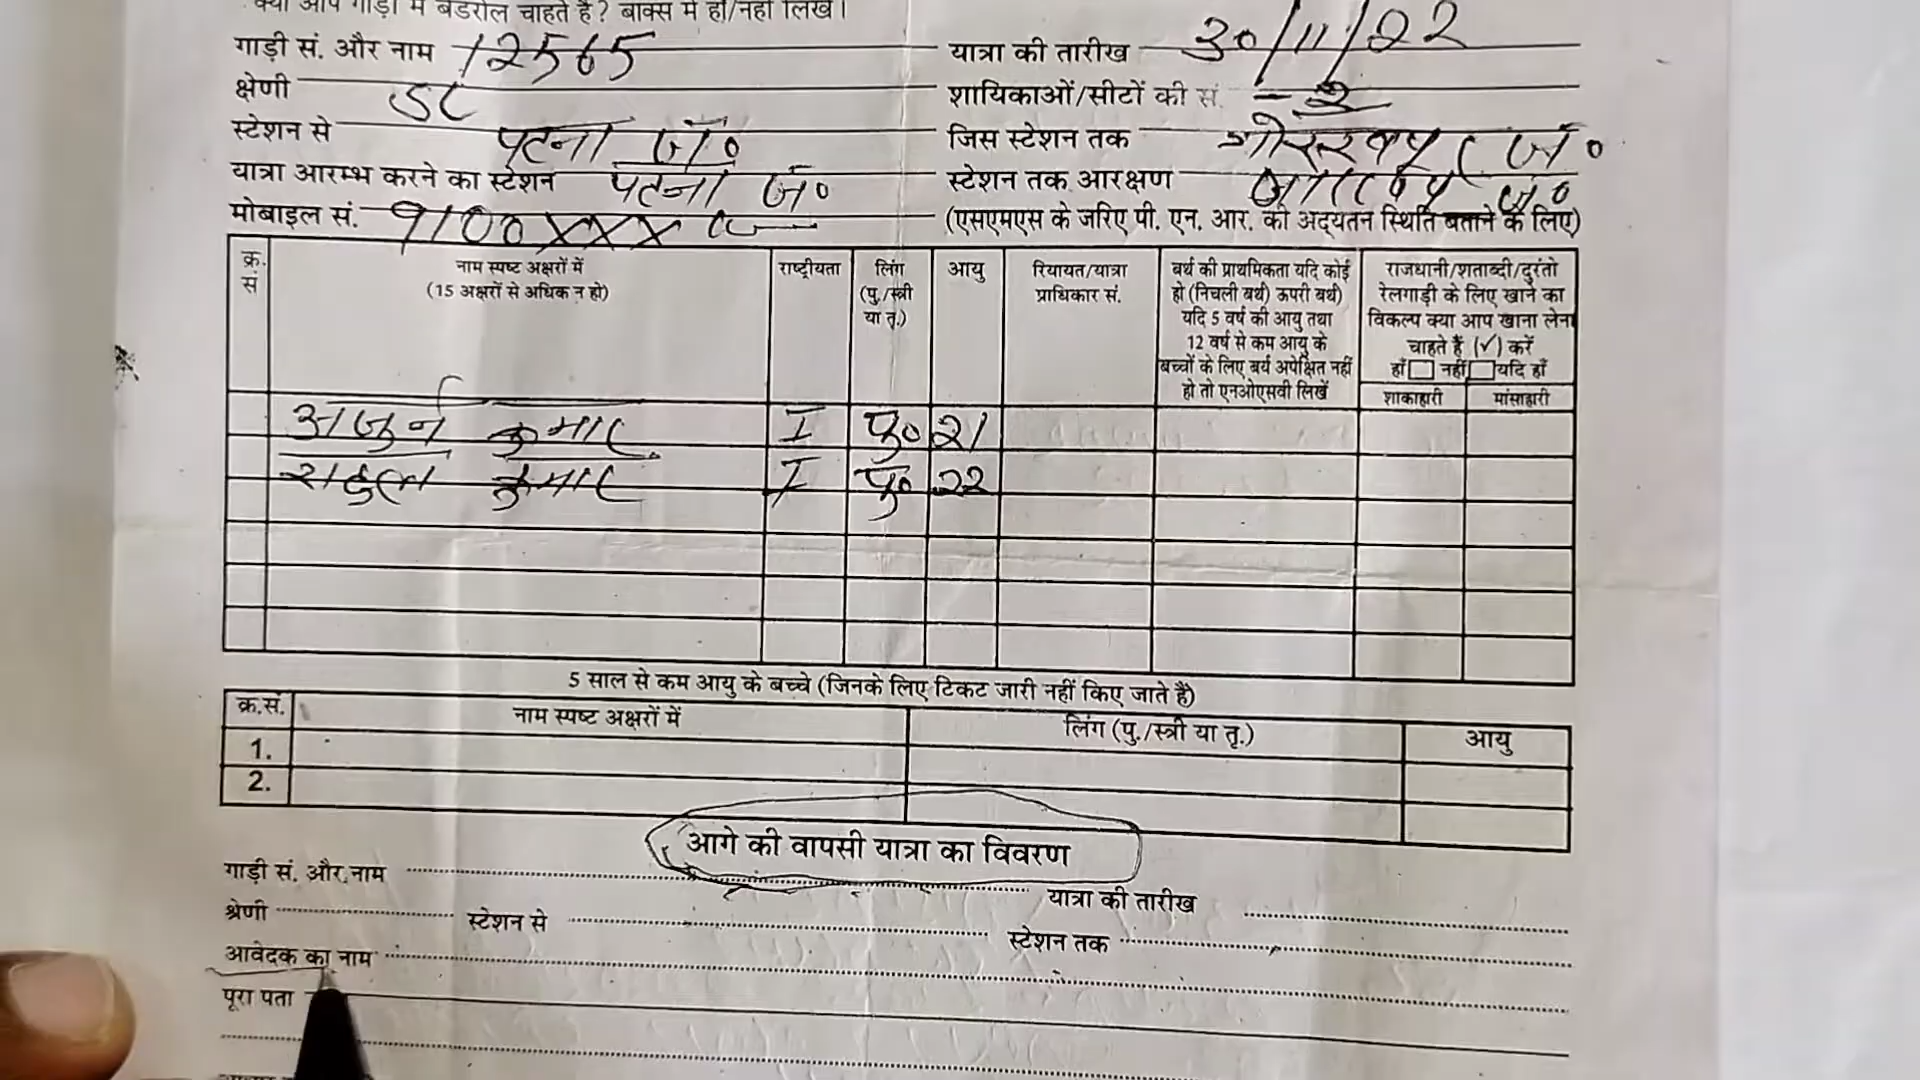 क्या आप गाड़ी में बेडरोल चाहते हैं? बाक्स में हाँ/नहीं लिखें।
गाड़ी सं. और नाम 12565 यात्रा की तारीख 30/11/22
क्षेणी SL शायिकाओं/सीटों की सं. - 2
स्टेशन से पटना जं० जिस स्टेशन तक गोरखपुर जं०
यात्रा आरम्भ करने का स्टेशन पटना जं० स्टेशन तक आरक्षण जं०
मोबाइल सं. 9100xxx (एसएमएस के जरिए पी. एन. आर. की अद्यतन स्थिति बताने के लिए)
क्र. सं नाम स्पष्ट अक्षरों में (15 अक्षरों से अधिक न हो) राष्ट्रीयता लिंग (पु./स्त्री या तृ.) आयु रियायत/यात्रा प्राधिकार सं. बर्थ की प्राथमिकता यदि कोई हो (निचली बर्थ) ऊपरी बर्थ) यदि 5 वर्ष की आयु तथा 12 वर्ष से कम आयु के बच्चों के लिए बर्थ अपेक्षित नहीं हो तो एनओएसवी लिखें राजधानी/शताब्दी/दुरंतो रेलगाड़ी के लिए खाने का विकल्प क्या आप खाना लेना चाहते हैं (✓) करें हाँ नहीं यदि हाँ
शाकाहारी मांसाहारी
अर्जुन कुमार I पु० 21
राहुल कुमार I पु० 22
5 साल से कम आयु के बच्चे (जिनके लिए टिकट जारी नहीं किए जाते हैं)
क्र.सं. नाम स्पष्ट अक्षरों में लिंग (पु./स्त्री या तृ.) आयु
1.
2.
आगे की वापसी यात्रा का विवरण
गाड़ी सं. और नाम यात्रा की तारीख
श्रेणी स्टेशन से स्टेशन तक
आवेदक का नाम
पूरा पता